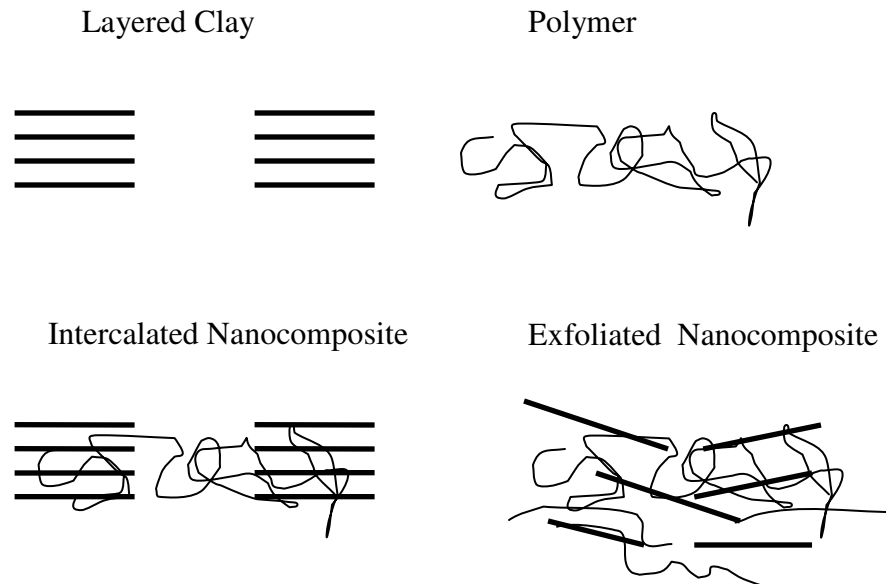 Layered Clay
Polymer
Intercalated Nanocomposite
Exfoliated Nanocomposite